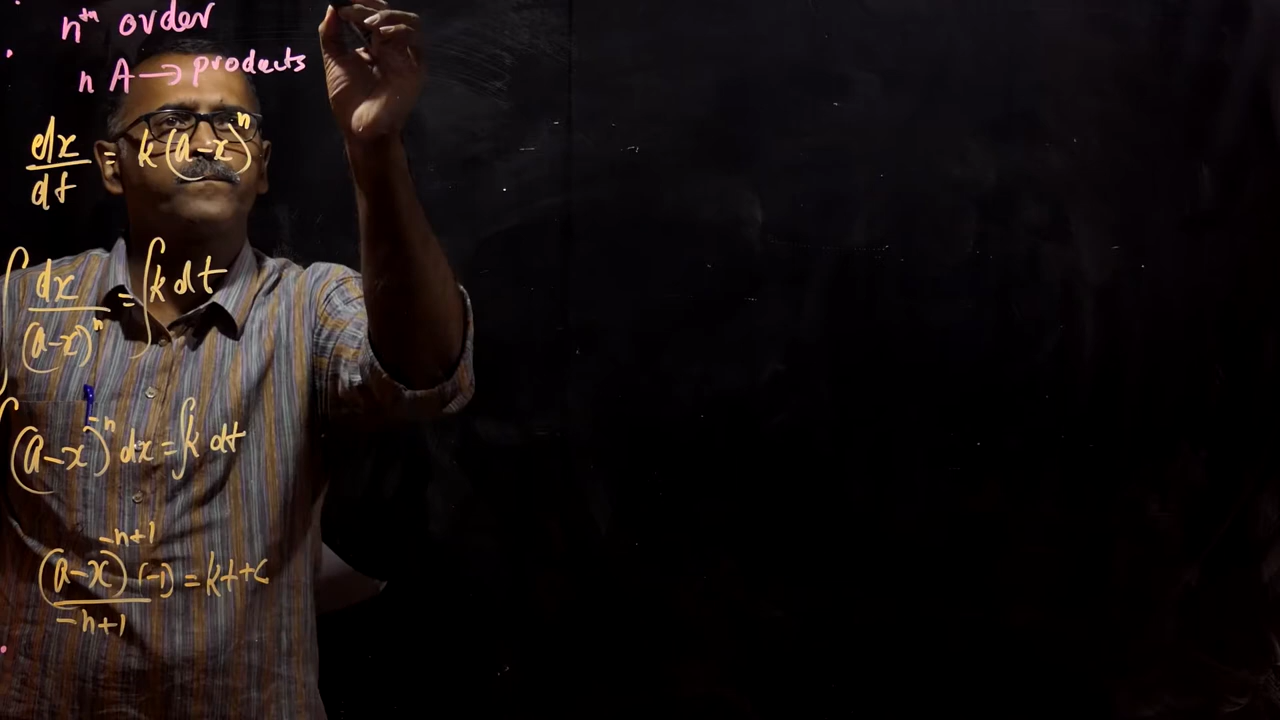 nᵗʰ order
n A → products
dx/dt = k(a-x)ⁿ
∫ dx/(a-x)ⁿ = ∫ k dt
∫ (a-x)⁻ⁿ dx = ∫ k dt
(a-x)⁻ⁿ⁺¹ (-1)/-n+1 = kt+c